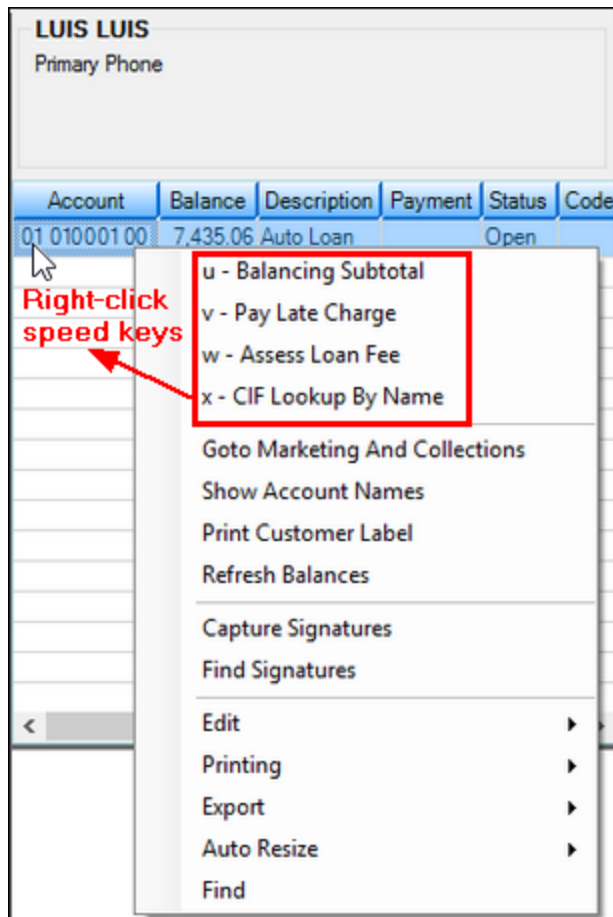 LUIS LUIS
Primary Phone
Account Balance Description Payment Status Code
01 010001 00 7,435.06 Auto Loan Open
u - Balancing Subtotal
Right-click
speed keys
v - Pay Late Charge
w - Assess Loan Fee
x - CIF Lookup By Name
Goto Marketing And Collections
Show Account Names
Print Customer Label
Refresh Balances
Capture Signatures
Find Signatures
Edit
Printing
Export
Auto Resize
Find